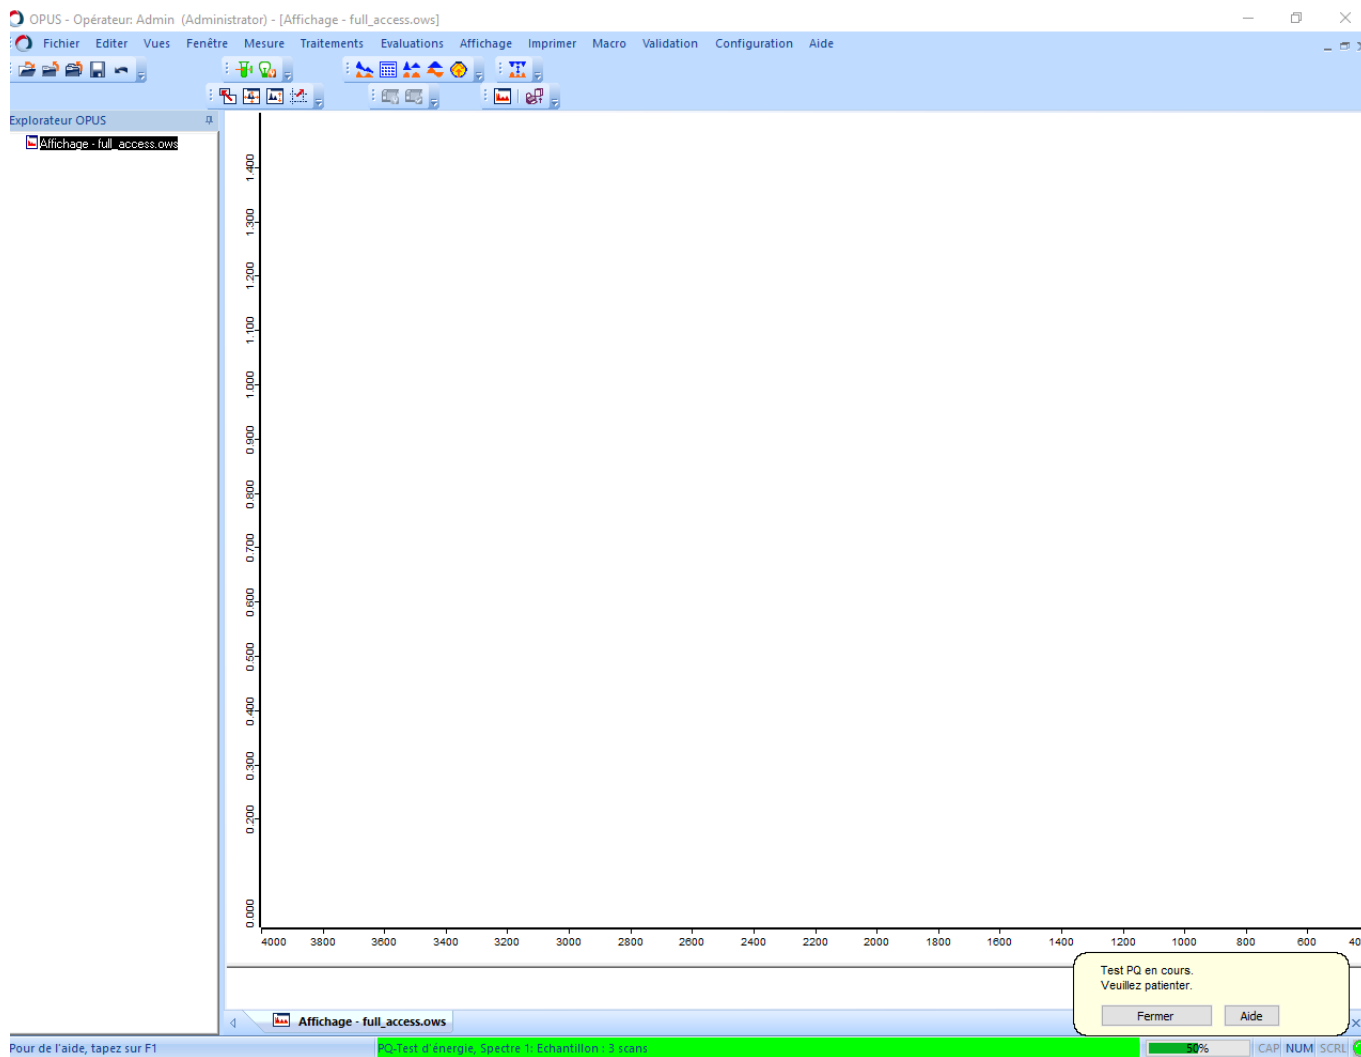 OPUS - Opérateur: Admin (Administrator) - [Affichage - full_access.ows]
Fichier Editer Vues Fenêtre Mesure Traitements Evaluations Affichage Imprimer Macro Validation Configuration Aide
Explorateur OPUS
Affichage - full_access.ows
1.400
1.300
1.200
1.100
1.000
0.900
0.800
0.700
0.600
0.500
0.400
0.300
0.200
0.000
4000 3800 3600 3400 3200 3000 2800 2600 2400 2200 2000 1800 1600 1400 1200 1000 800 600 40
Test PQ en cours.
Veuillez patienter.
Fermer Aide
Affichage - full_access.ows
Pour de l'aide, tapez sur F1 PQ-Test d'énergie, Spectre 1: Echantillon : 3 scans 50% CAP NUM SCRL